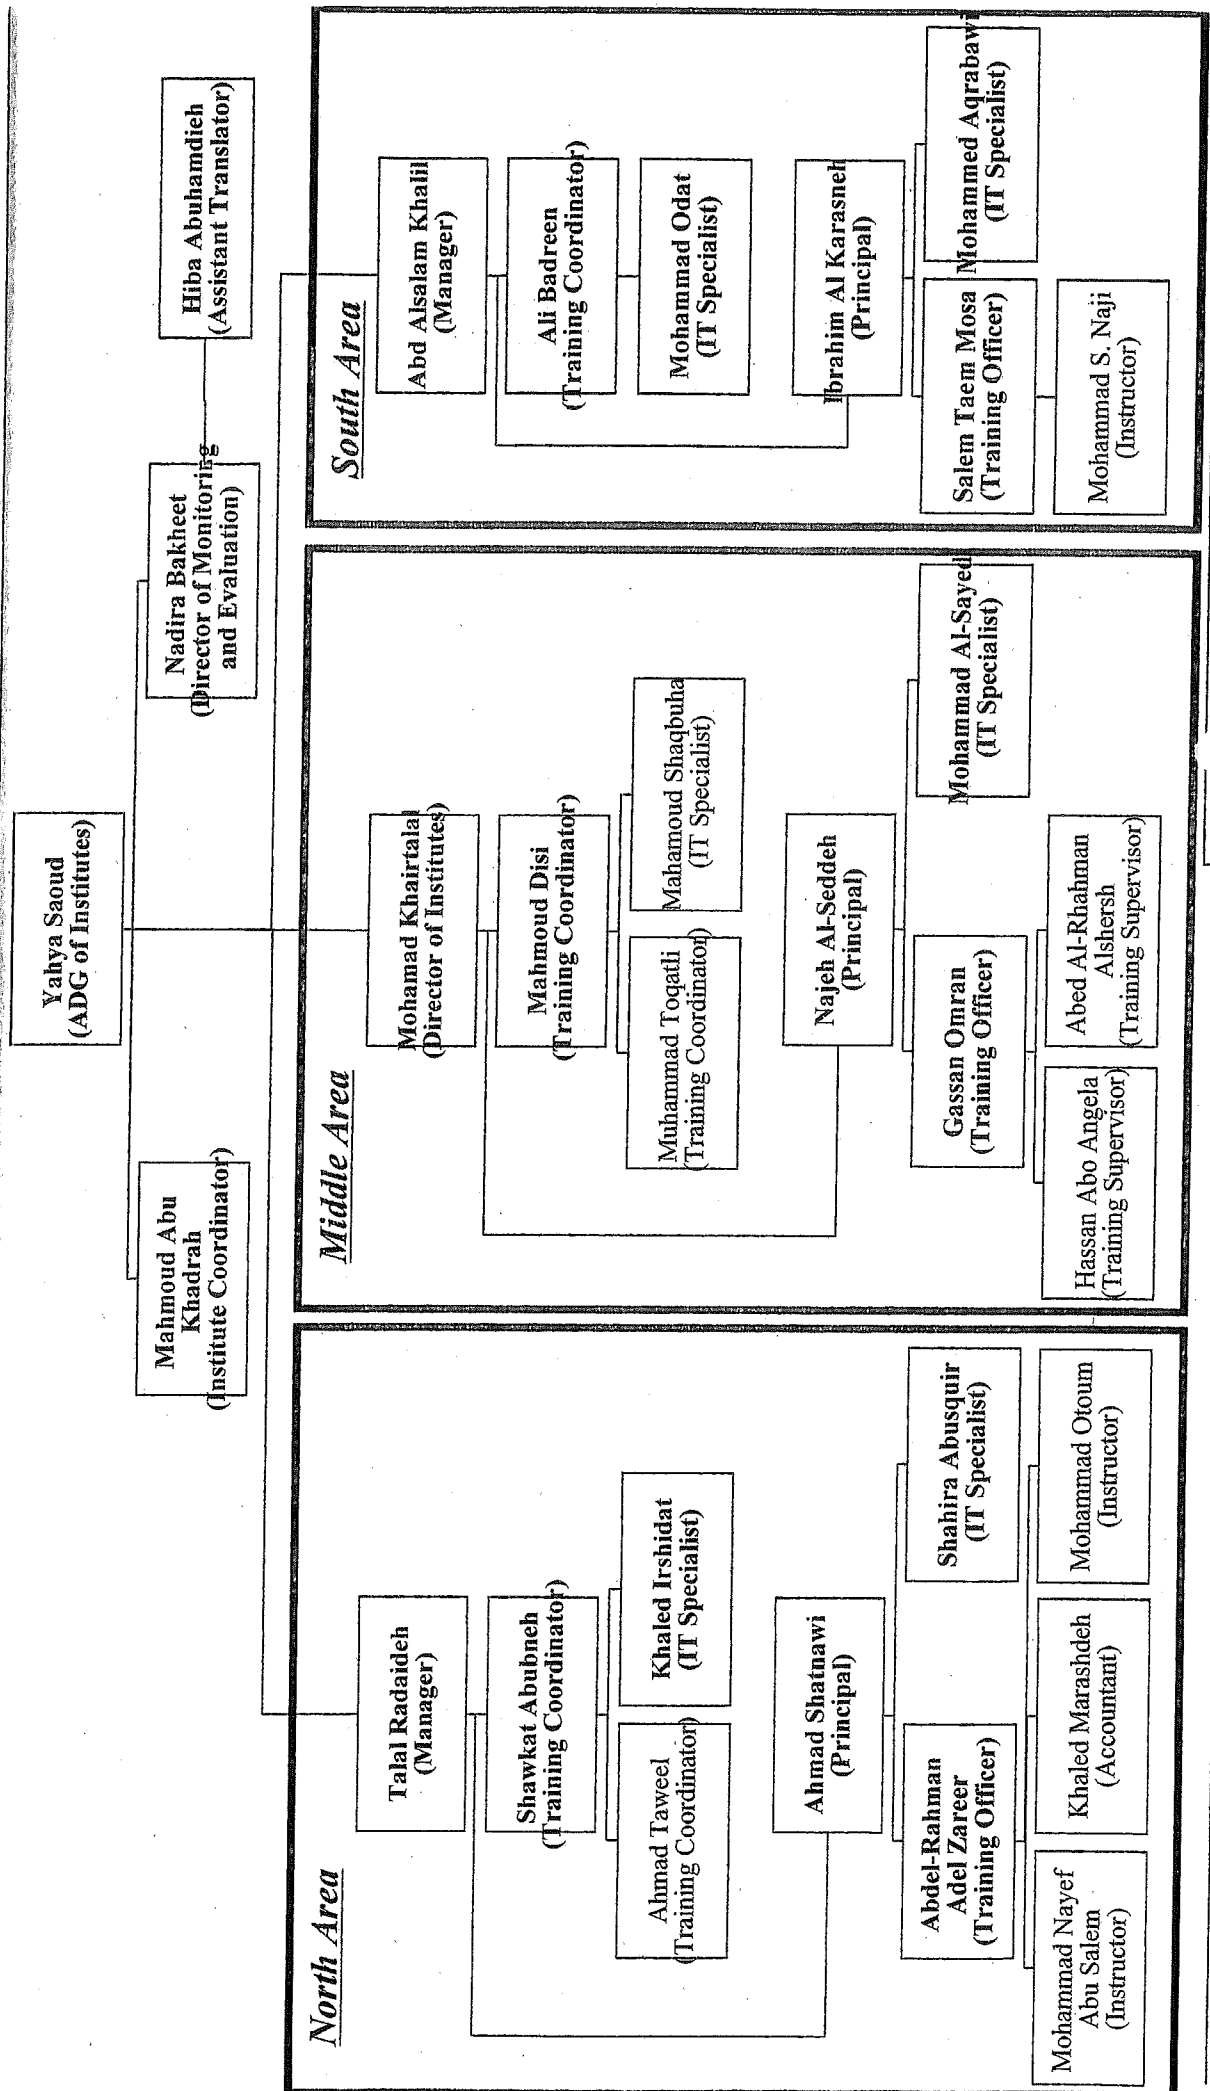 Yahya Saoud
(ADG of Institutes)
Mahmoud Abu
Khadrah
(Institute Coordinator)
Nadira Bakheet
(Director of Monitoring
and Evaluation)
Hiba Abuhamdieh
(Assistant Translator)
North Area
Talal Radaideh
(Manager)
Shawkat Abubneh
(Training Coordinator)
Ahmad Taweel
(Training Coordinator)
Khaled Irshidat
(IT Specialist)
Ahmad Shatnawi
(Principal)
Abdel-Rahman
Adel Zareer
(Training Officer)
Shahira Abusquir
(IT Specialist)
Mohammad Nayef
Abu Salem
(Instructor)
Khaled Marashdeh
(Accountant)
Mohammad Otoum
(Instructor)
Middle Area
Mohamad Khairtalal
(Director of Institutes)
Mahmoud Disi
(Training Coordinator)
Muhammad Toqatli
(Training Coordinator)
Mahamoud Shaqbuha
(IT Specialist)
Najeh Al-Seddeh
(Principal)
Gassan Omran
(Training Officer)
Mohammad Al-Sayed
(IT Specialist)
Hassan Abo Angela
(Training Supervisor)
Abed Al-Rhahman
Alshersh
(Training Supervisor)
South Area
Abd Alsalam Khalil
(Manager)
Ali Badreen
(Training Coordinator)
Mohammad Odat
(IT Specialist)
Ibrahim Al Karasneh
(Principal)
Salem Taem Mosa
(Training Officer)
Mohammed Aqrabawi
(IT Specialist)
Mohammad S. Naji
(Instructor)